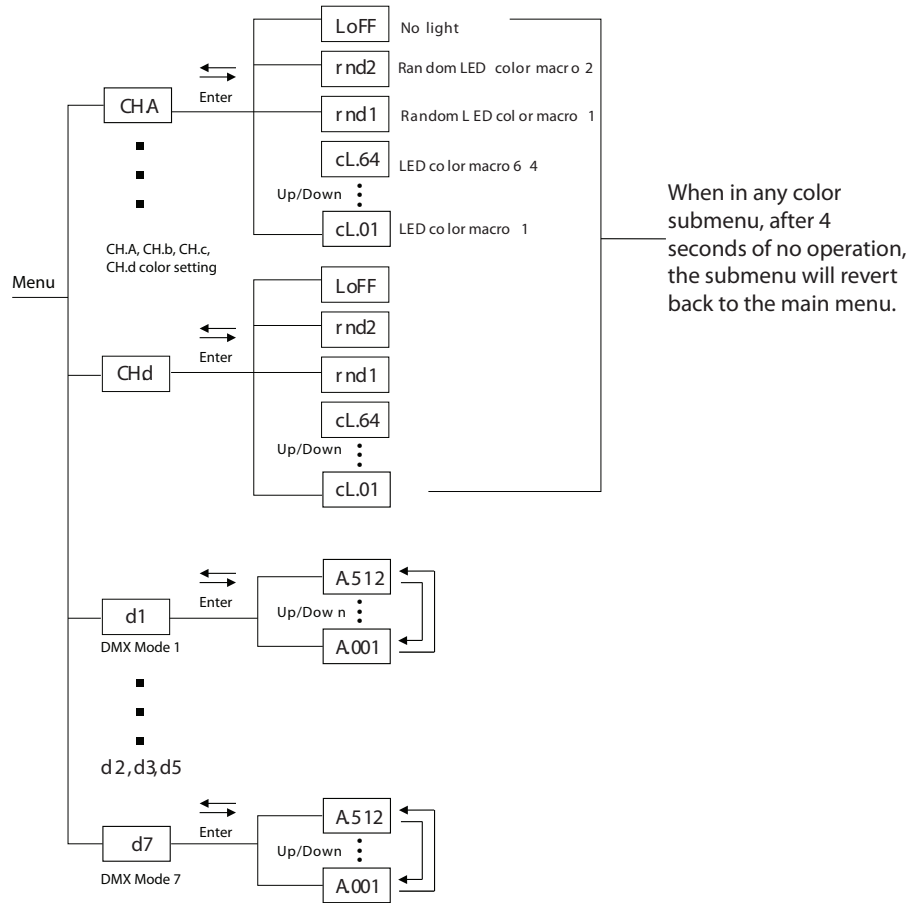 LoFF No light
rnd2 Random LED color macro 2
Enter
CH.A
rnd1 Random LED color macro 1
cL.64 LED color macro 64
Up/Down
cL.01 LED color macro 1
When in any color
submenu, after 4
seconds of no operation,
the submenu will revert
back to the main menu.
CH.A, CH.b, CH.c,
CH.d color setting
Menu
LoFF
rnd2
Enter
CHd
rnd1
cL.64
Up/Down
cL.01
A.512
Enter
d1
Up/Down
A.001
DMX Mode 1
d2,d3,d5
A.512
Enter
d7
Up/Down
A.001
DMX Mode 7